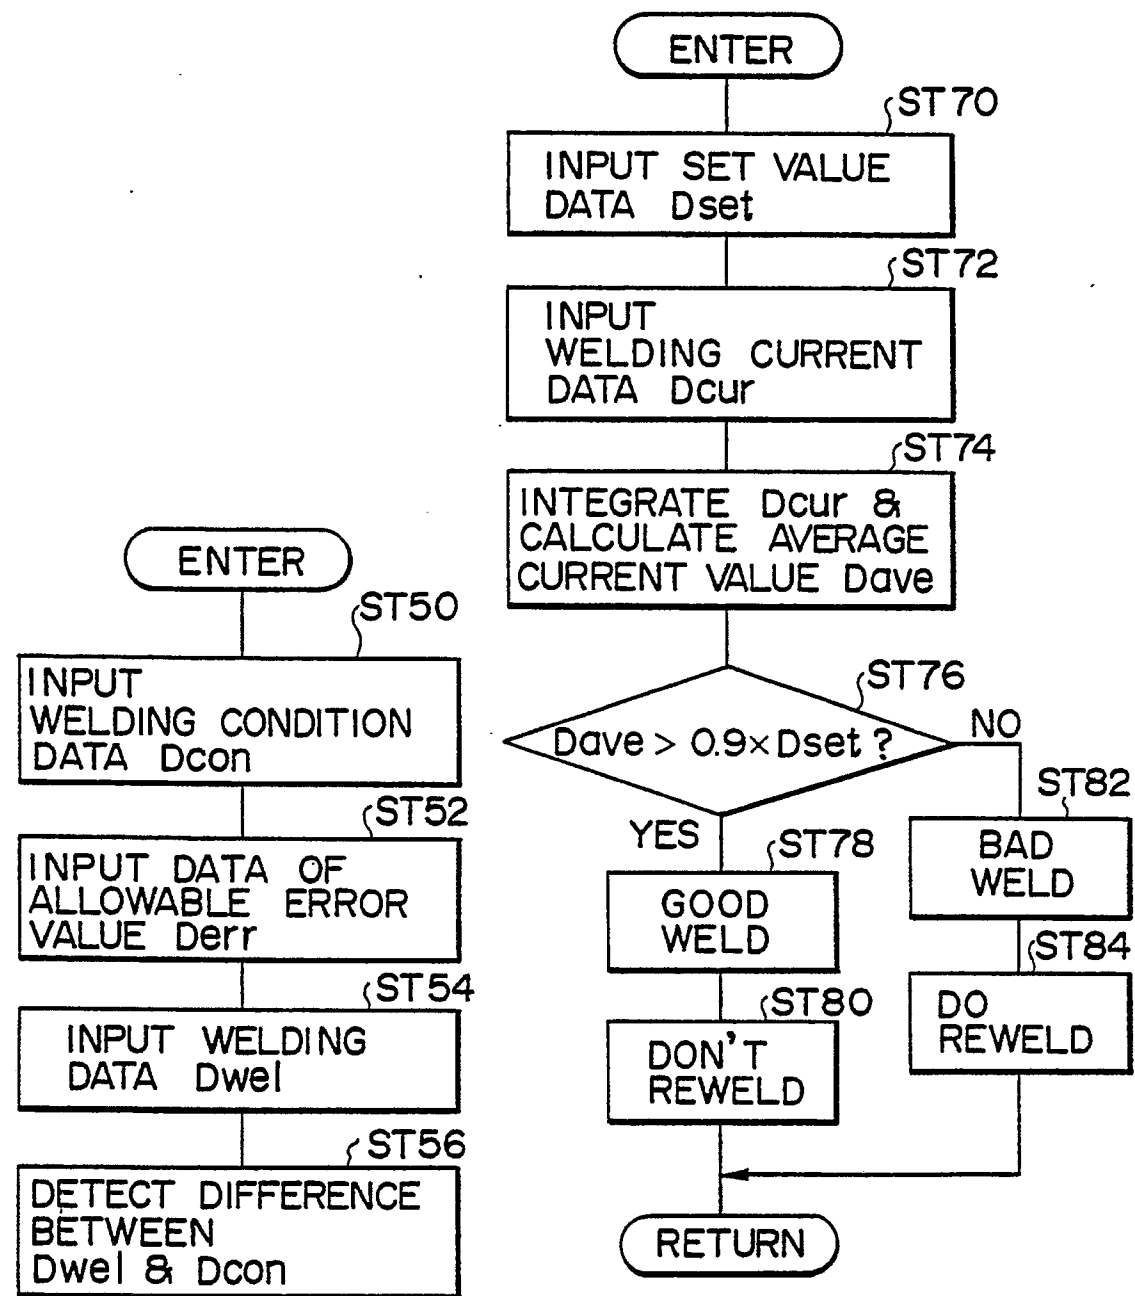 ENTER
ST50
INPUT
WELDING CONDITION
DATA Dcon
ST52
INPUT DATA OF
ALLOWABLE ERROR
VALUE Derr
ST54
INPUT WELDING
DATA Dwel
ST56
DETECT DIFFERENCE
BETWEEN
Dwel & Dcon
ENTER
ST70
INPUT SET VALUE
DATA Dset
ST72
INPUT
WELDING CURRENT
DATA Dcur
ST74
INTEGRATE Dcur &
CALCULATE AVERAGE
CURRENT VALUE Dave
ST76
Dave > 0.9× Dset ?
NO
YES
ST78
GOOD
WELD
ST80
DON'T
REWELD
ST82
BAD
WELD
ST84
DO
REWELD
RETURN